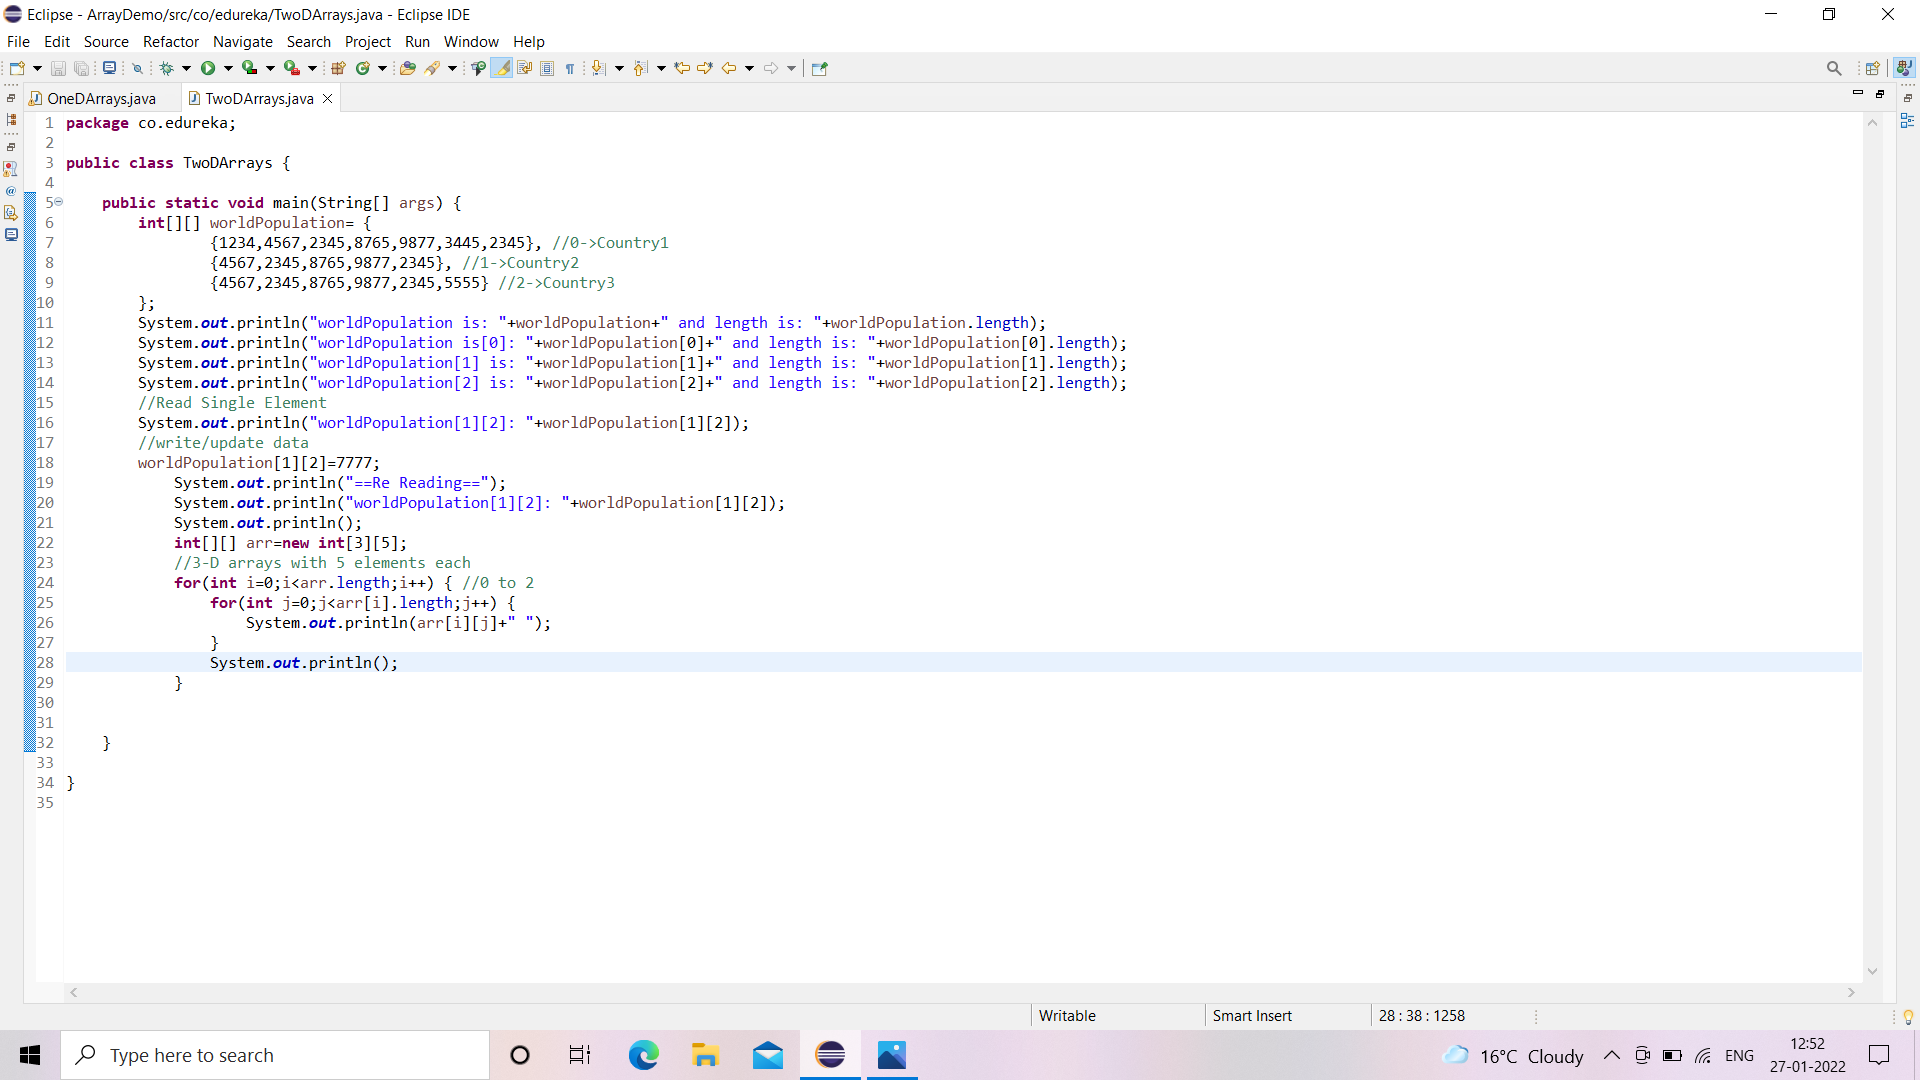 Eclipse - ArrayDemo/src/co/edureka/TwoDArrays.java - Eclipse IDE
File Edit Source Refactor Navigate Search Project Run Window Help
OneDArrays.java TwoDArrays.java
1 package co.edureka;
2
3 public class TwoDArrays {
4
5 public static void main(String[] args) {
6 int[][] worldPopulation= {
7 {1234,4567,2345,8765,9877,3445,2345}, //0->Country1
8 {4567,2345,8765,9877,2345}, //1->Country2
9 {4567,2345,8765,9877,2345,5555} //2->Country3
10 };
11 System.out.println("worldPopulation is: "+worldPopulation+" and length is: "+worldPopulation.length);
12 System.out.println("worldPopulation is[0]: "+worldPopulation[0]+" and length is: "+worldPopulation[0].length);
13 System.out.println("worldPopulation[1] is: "+worldPopulation[1]+" and length is: "+worldPopulation[1].length);
14 System.out.println("worldPopulation[2] is: "+worldPopulation[2]+" and length is: "+worldPopulation[2].length);
15 //Read Single Element
16 System.out.println("worldPopulation[1][2]: "+worldPopulation[1][2]);
17 //write/update data
18 worldPopulation[1][2]=7777;
19 System.out.println("==Re Reading==");
20 System.out.println("worldPopulation[1][2]: "+worldPopulation[1][2]);
21 System.out.println();
22 int[][] arr=new int[3][5];
23 //3-D arrays with 5 elements each
24 for(int i=0;i<arr.length;i++) { //0 to 2
25 for(int j=0;j<arr[i].length;j++) {
26 System.out.println(arr[i][j]+" ");
27 }
28 System.out.println();
29 }
30
31
32 }
33
34 }
35
Writable Smart Insert 28 : 38 : 1258
Type here to search 16°C Cloudy ENG 12:52
27-01-2022